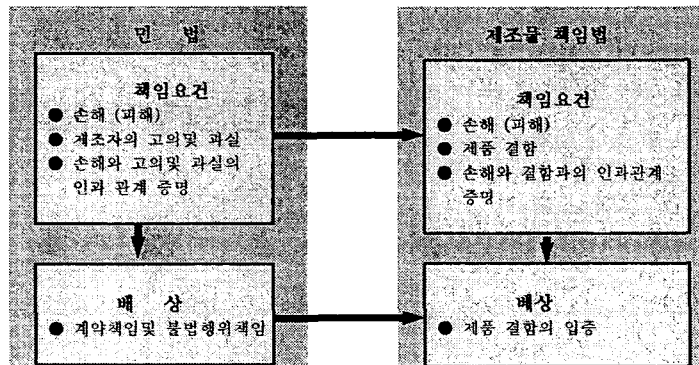 민 법
책임요건
● 손해 (피해)
● 제조자의 고의및 과실
● 손해와 고의및 과실의
인과 관계 증명
배 상
● 계약책임및 불법행위책임
제조물 책임법
책임요건
● 손해 (피해)
● 제품 결함
● 손해와 결함과의 인과관계
증명
배상
● 제품 결함의 입증